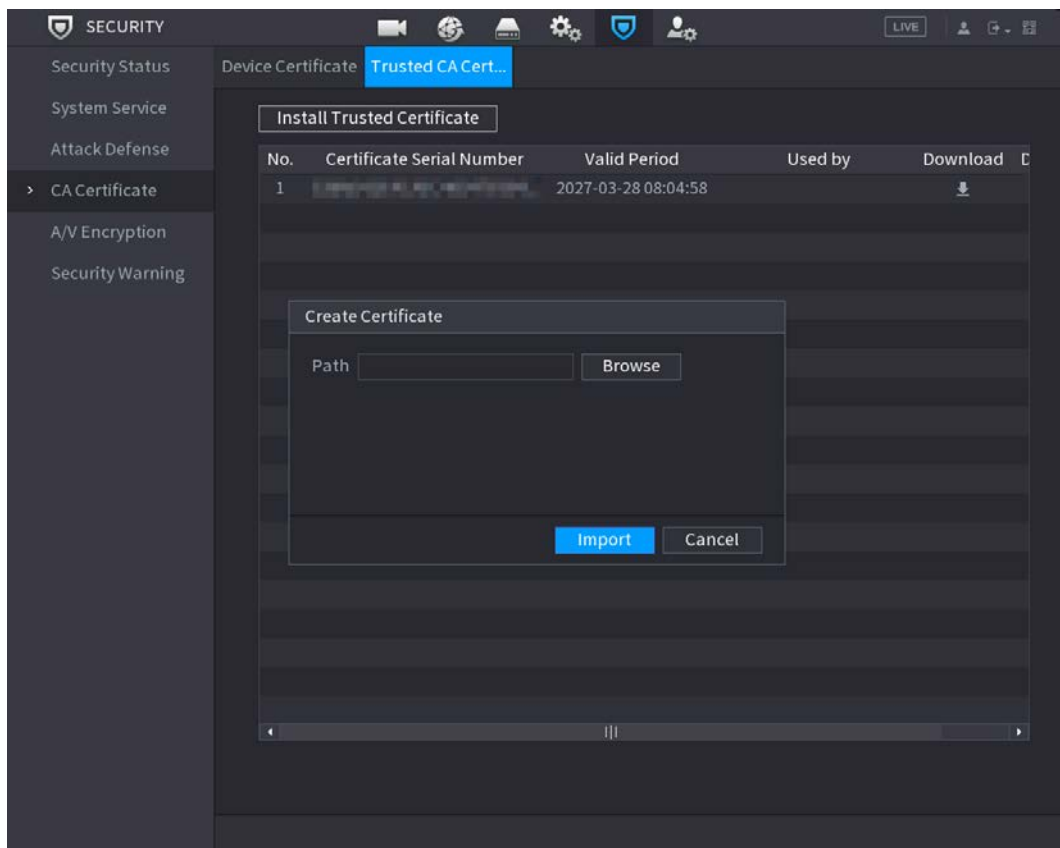 SECURITY
LIVE
Security Status
System Service
Attack Defense
CA Certificate
A/V Encryption
Security Warning
Device Certificate Trusted CA Cert...
Install Trusted Certificate
No. Certificate Serial Number Valid Period Used by Download D
1 2027-03-28 08:04:58
Create Certificate
Path Browse
Import Cancel